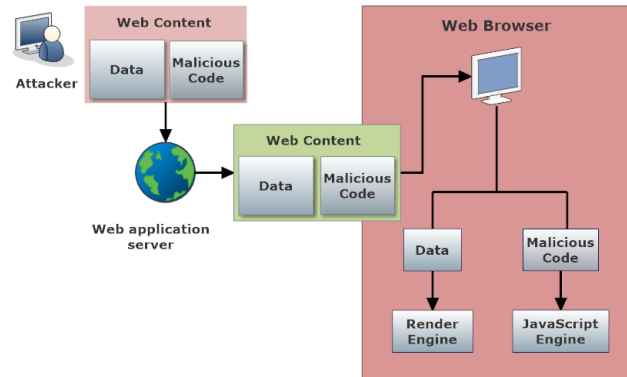 Web Content
Data
Malicious
Code
Attacker
Web Browser
Web Content
Data
Malicious
Code
Web application
server
Data
Malicious
Code
Render
Engine
JavaScript
Engine